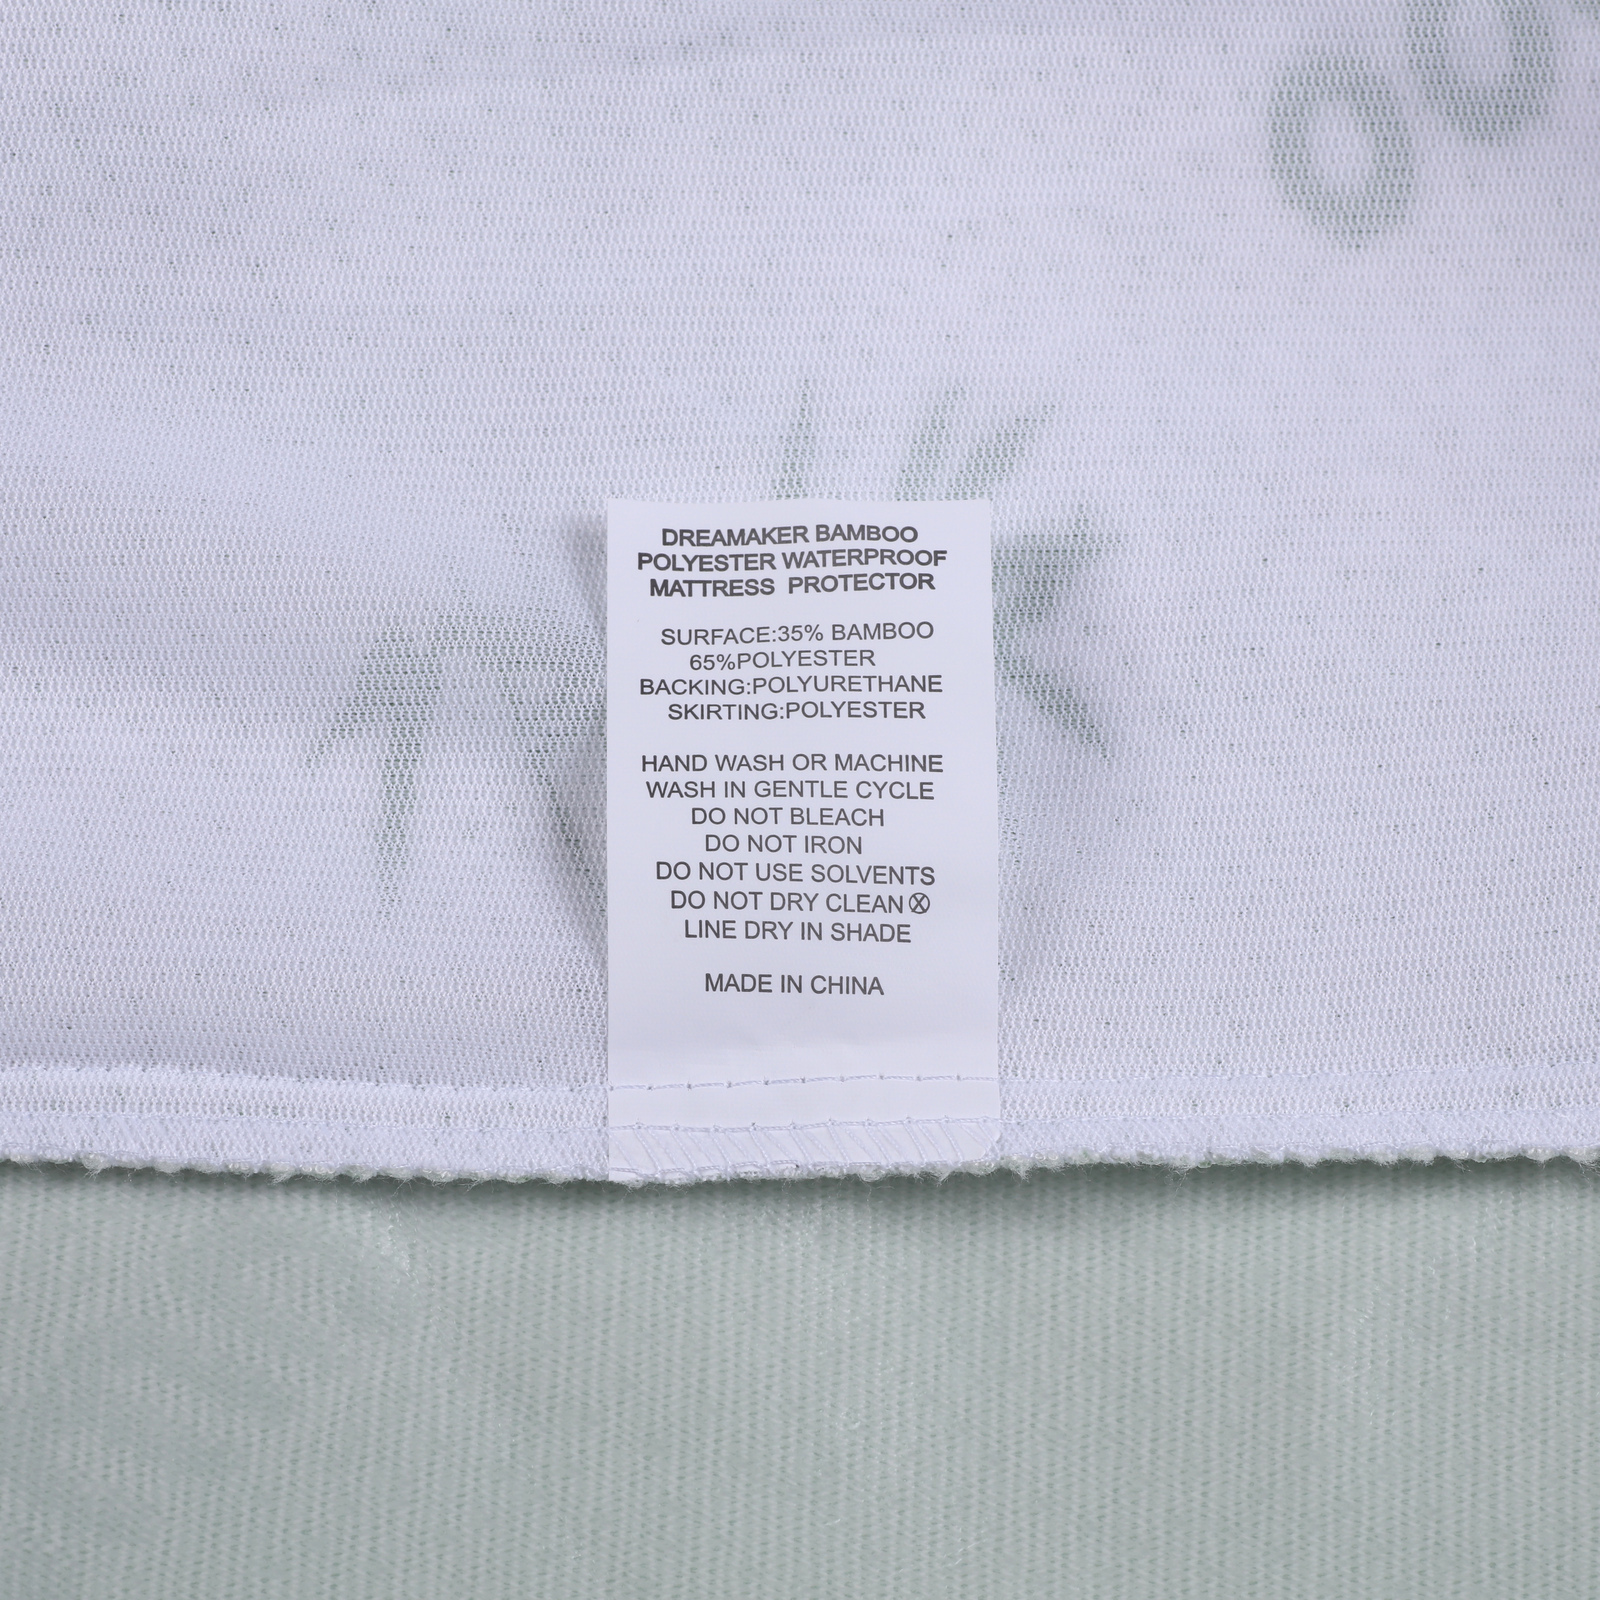 DREAMAKER BAMBOO
POLYESTER WATERPROOF
MATTRESS PROTECTOR
SURFACE:35% BAMBOO
65%POLYESTER
BACKING:POLYURETHANE
SKIRTING:POLYESTER
HAND WASH OR MACHINE
WASH IN GENTLE CYCLE
DO NOT BLEACH
DO NOT IRON
DO NOT USE SOLVENTS
DO NOT DRY CLEAN ⓧ
LINE DRY IN SHADE
MADE IN CHINA